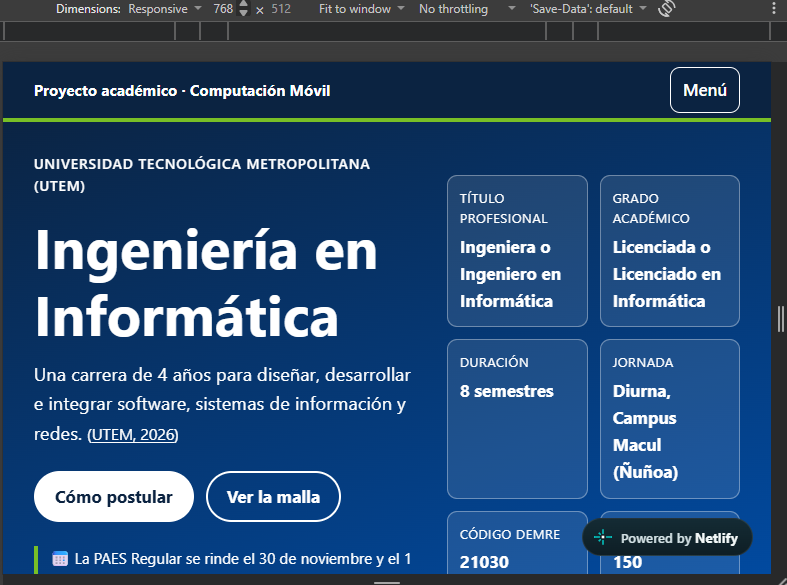 Dimensions: Responsive 768 × 512 Fit to window No throttling 'Save-Data': default
Proyecto académico · Computación Móvil
Menú
UNIVERSIDAD TECNOLÓGICA METROPOLITANA
(UTEM)
Ingeniería en
Informática
Una carrera de 4 años para diseñar, desarrollar
e integrar software, sistemas de información y
redes. (UTEM, 2026)
Cómo postular
Ver la malla
La PAES Regular se rinde el 30 de noviembre y el 1
TÍTULO
PROFESIONAL
Ingeniera o
Ingeniero en
Informática
GRADO
ACADÉMICO
Licenciada o
Licenciado en
Informática
DURACIÓN
8 semestres
JORNADA
Diurna,
Campus
Macul
(Ñuñoa)
CÓDIGO DEMRE
21030
150
Powered by Netlify